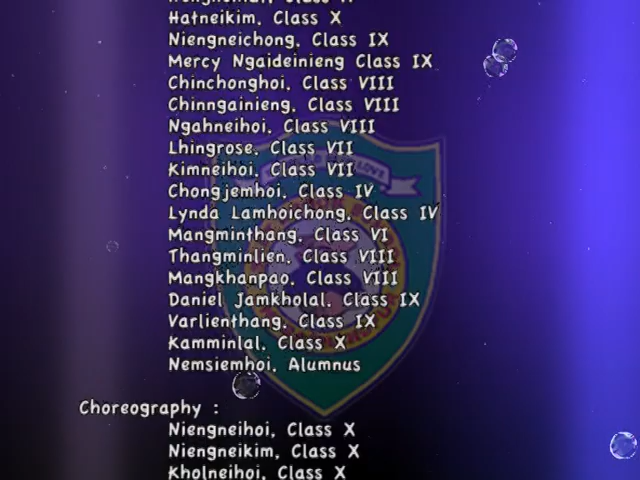 Hatneikim, Class X
Niengneichong, Class IX
Mercy Ngaideinieng Class IX
Chinchonghoi, Class VIII
Chinngainieng, Class VIII
Ngahneihoi, Class VIII
Lhingrose, Class VII
Kimneihoi, Class VII
Chongjemhoi, Class IV
Lynda Lamhoichong, Class IV
Mangminthang, Class VI
Thangminlien, Class VIII
Mangkhanpao, Class VIII
Daniel Jamkholal, Class IX
Varlienthang, Class IX
Kamminlal, Class X
Nemsiemhoi, Alumnus
Choreography :
Niengneihoi, Class X
Niengneikim, Class X
Kholneihoi, Class X
LOVE